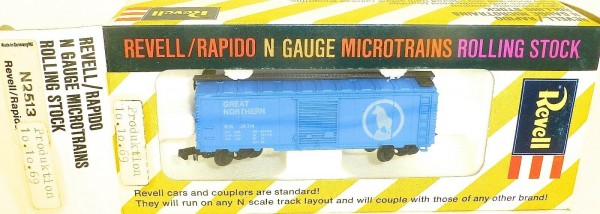 REVELL/RAPIDO N GAUGE MICROTRAINS ROLLING STOCK
Made in Germany
REVELL/RAPIDO
N GAUGE MICROTRAINS
ROLLING STOCK
N2513
Revell/Rapido
Produktion
10.10.69
Produktion
10.10.69
GREAT
NORTHERN
Revell
Revell cars and couplers are standard!
They will run on any N scale track layout and will couple with those of any other brand!